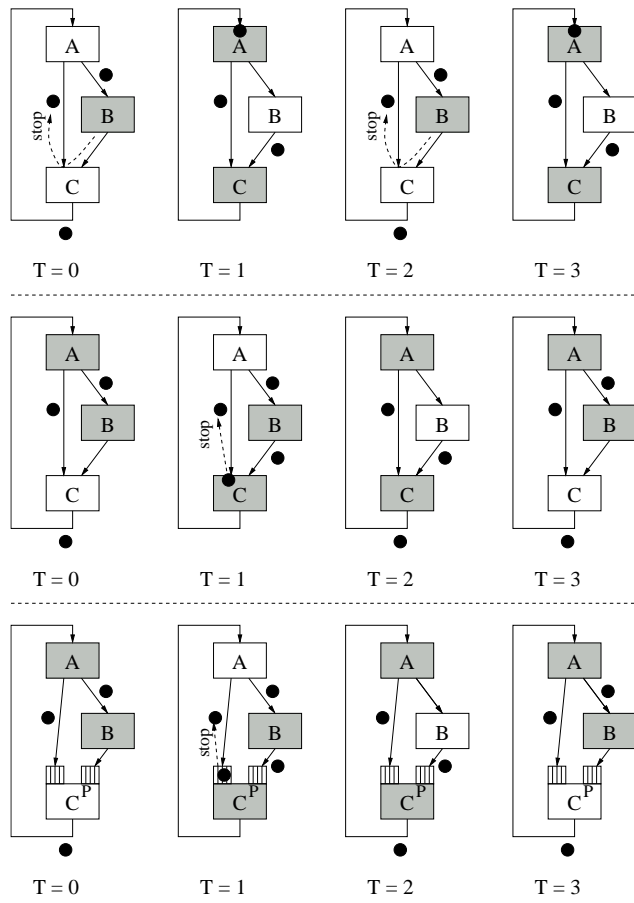 A A A A
B B B B
stop stop
C C C C
T = 0 T = 1 T = 2 T = 3
A A A A
B B B B
stop
C C C C
T = 0 T = 1 T = 2 T = 3
A A A A
B B B B
stop
C P C P C P C P
T = 0 T = 1 T = 2 T = 3